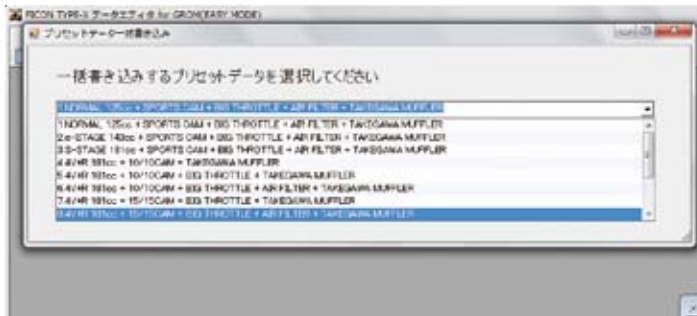 FICON TYPE-X データエディタ for GROM(EASY MODE)
プリセットデータ一括書き込み
一括書き込みするプリセットデータを選択してください
1.NORMAL 125cc + SPORTS CAM + BIG THROTTLE + AIR FILTER + TAKEGAWA MUFFLER
1.NORMAL 125cc + SPORTS CAM + BIG THROTTLE + AIR FILTER + TAKEGAWA MUFFLER
2.e-STAGE 143cc + SPORTS CAM + BIG THROTTLE + AIR FILTER + TAKEGAWA MUFFLER
3.S-STAGE 181cc + SPORTS CAM + BIG THROTTLE + AIR FILTER + TAKEGAWA MUFFLER
4.4V+R 181cc + 10/10CAM + TAKEGAWA MUFFLER
5.4V+R 181cc + 10/10CAM + BIG THROTTLE + TAKEGAWA MUFFLER
6.4V+R 181cc + 10/10CAM + BIG THROTTLE + AIR FILTER + TAKEGAWA MUFFLER
7.4V+R 181cc + 15/15CAM + BIG THROTTLE + TAKEGAWA MUFFLER
8.4V+R 181cc + 15/15CAM + BIG THROTTLE + AIR FILTER + TAKEGAWA MUFFLER